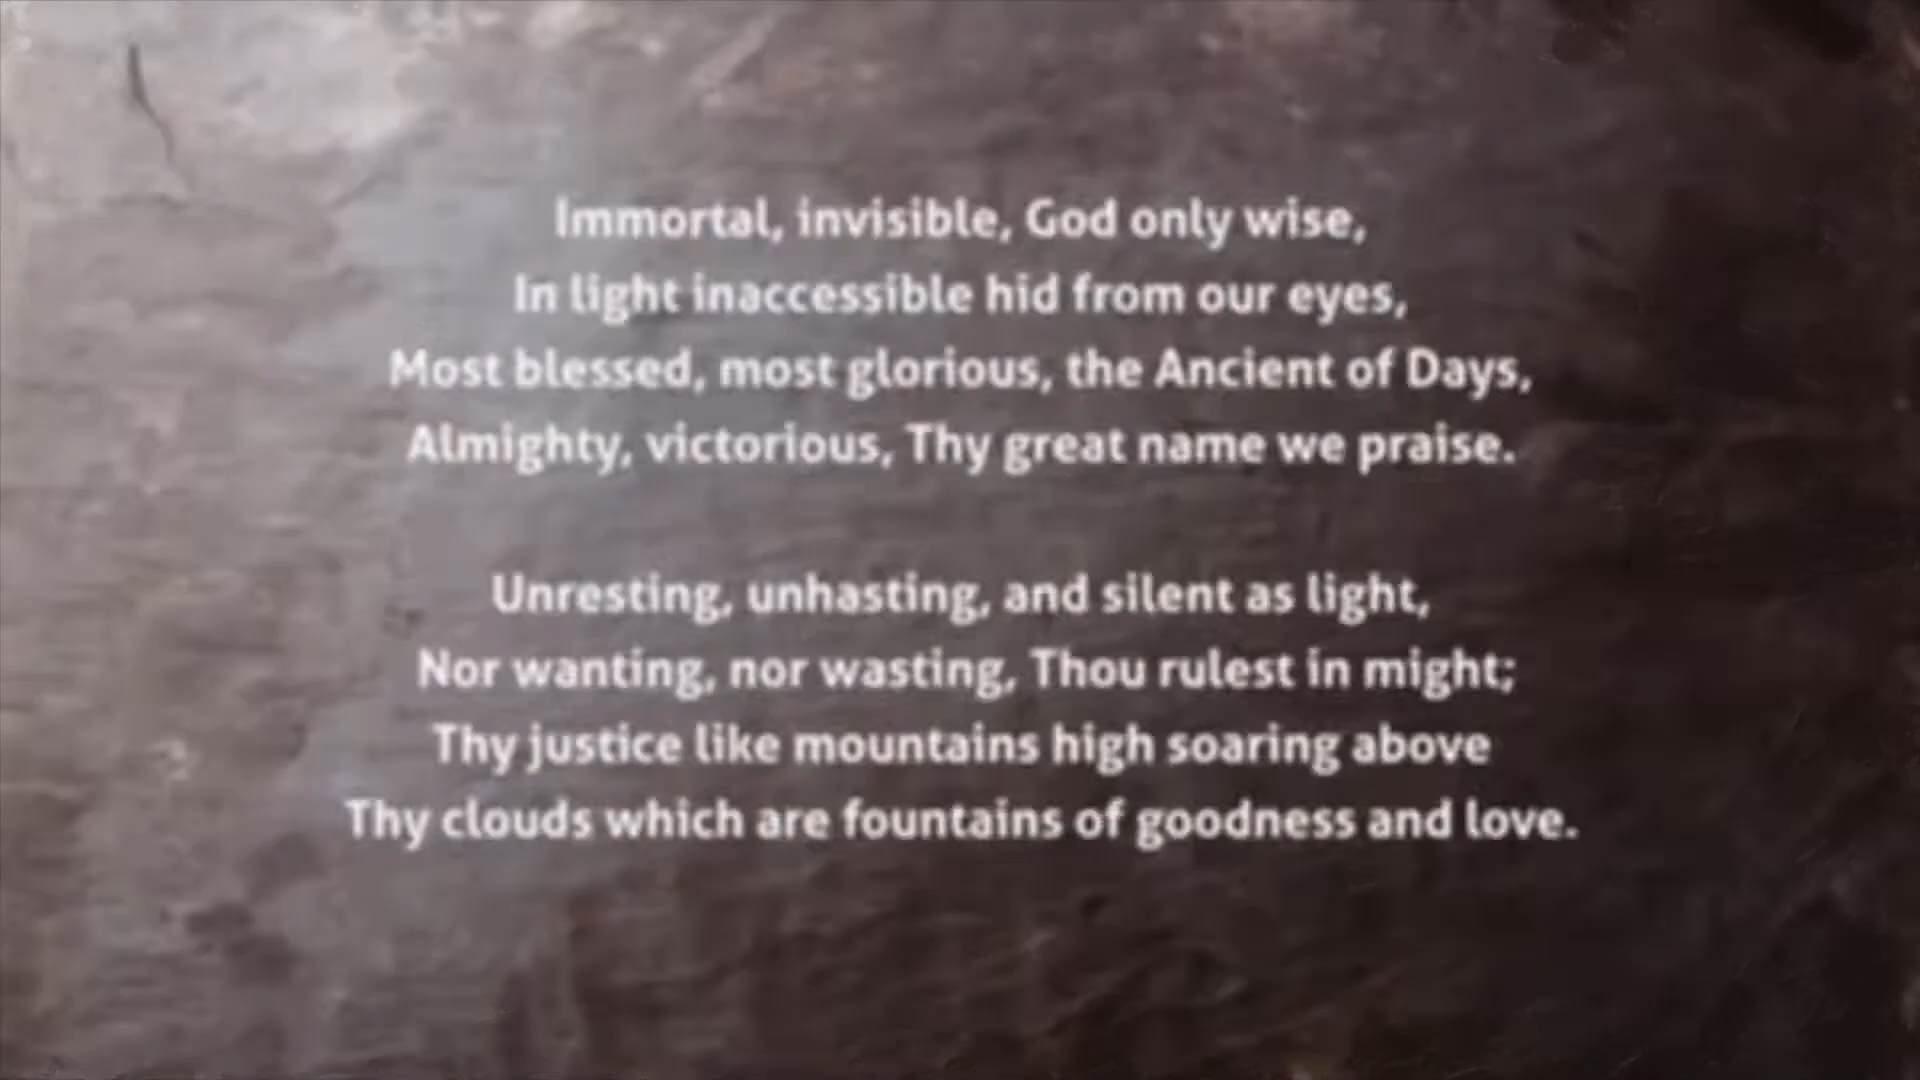 Immortal, invisible, God only wise,
In light inaccessible hid from our eyes,
Most blessed, most glorious, the Ancient of Days,
Almighty, victorious, Thy great name we praise.
Unresting, unhasting, and silent as light,
Nor wanting, nor wasting, Thou rulest in might;
Thy justice like mountains high soaring above
Thy clouds which are fountains of goodness and love.